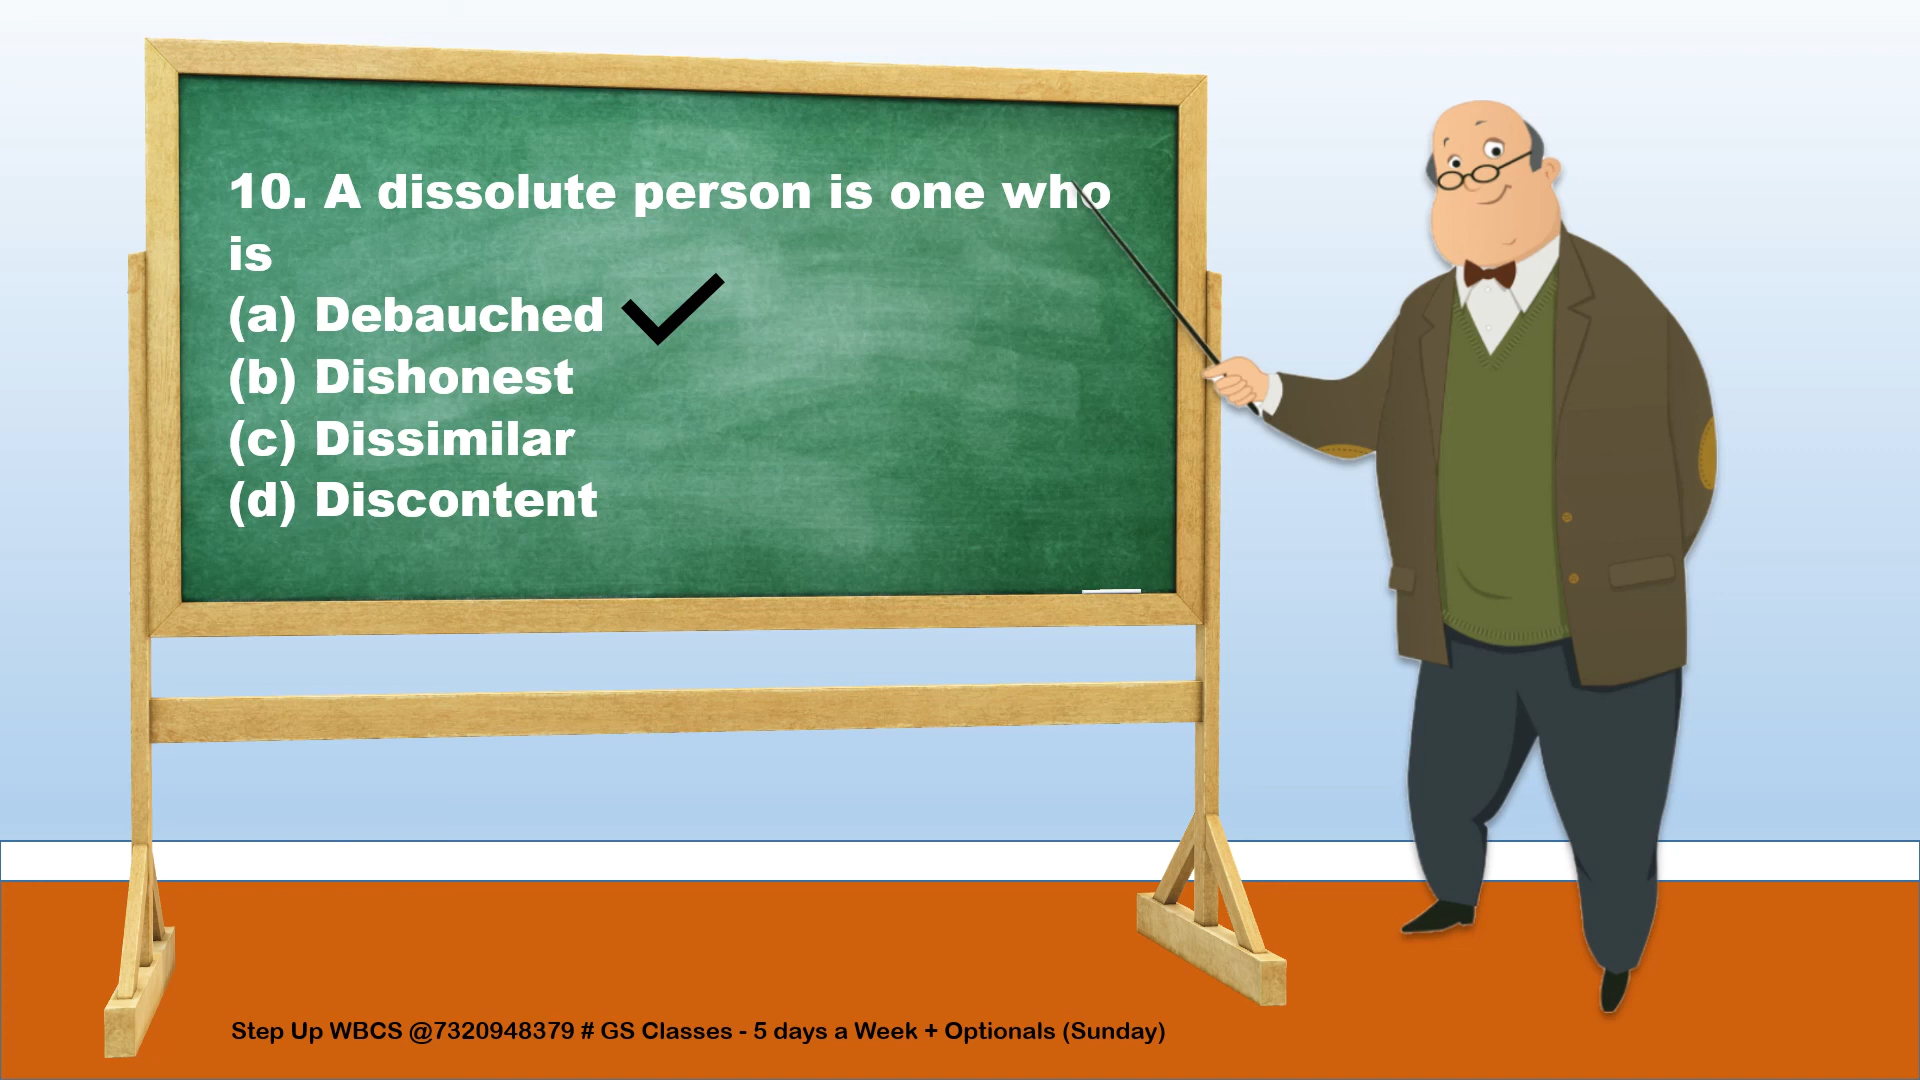 10. A dissolute person is one who
is
(a) Debauched
(b) Dishonest
(c) Dissimilar
(d) Discontent
Step Up WBCS @7320948379 # GS Classes - 5 days a Week + Optionals (Sunday)